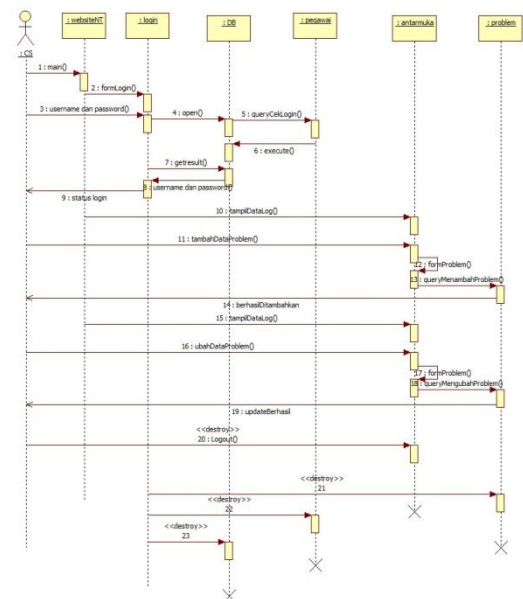 : websiteNT
: login
: DB
: pegawai
: antarmuka
: problem
: CS
1 : main()
2 : formLogin()
3 : username dan password()
4 : open()
5 : queryCekLogin()
6 : execute()
7 : getresult()
8 : username dan password()
9 : status login
10 : tampilDataLog()
11 : tambahDataProblem()
12 : formProblem()
13 : queryMenambahProblem()
14 : berhasilDitambahkan
15 : tampilDataLog()
16 : ubahDataProblem()
17 : formProblem()
18 : queryMengubahProblem()
19 : updateBerhasil
<<destroy>>
20 : Logout()
<<destroy>>
21
<<destroy>>
22
<<destroy>>
23